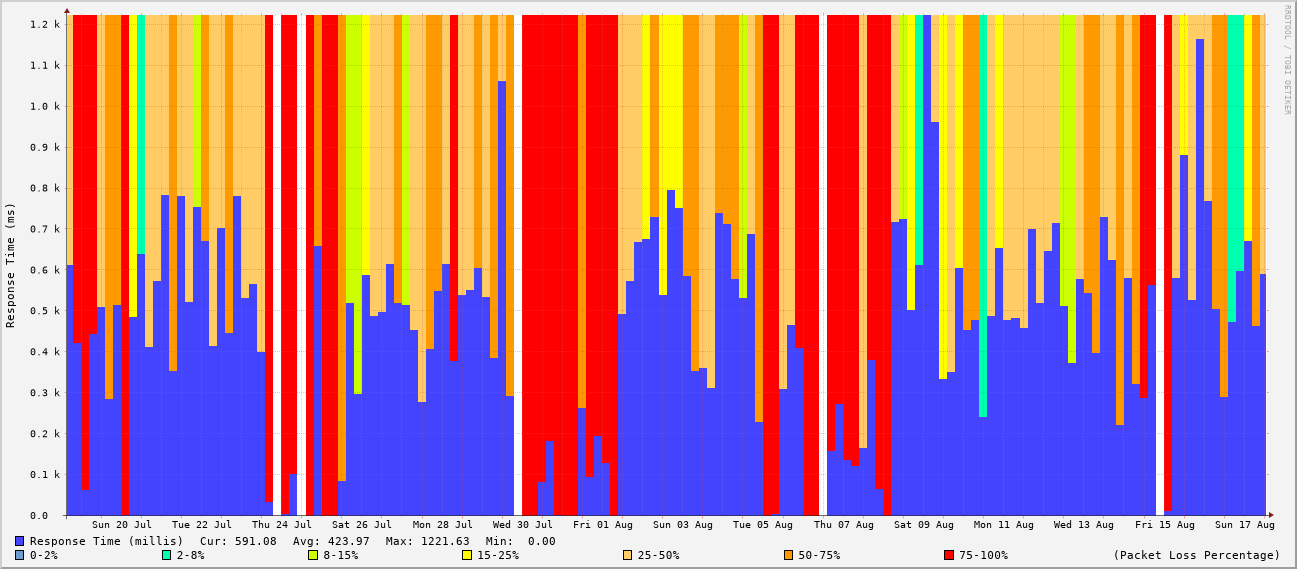 1.2 k
1.1 k
1.0 k
0.9 k
0.8 k
0.7 k
0.6 k
0.5 k
0.4 k
0.3 k
0.2 k
0.1 k
0.0
Response Time (ms)
RRDTOOL / TOBI OETIKER
Sun 20 Jul Tue 22 Jul Thu 24 Jul Sat 26 Jul Mon 28 Jul Wed 30 Jul Fri 01 Aug Sun 03 Aug Tue 05 Aug Thu 07 Aug Sat 09 Aug Mon 11 Aug Wed 13 Aug Fri 15 Aug Sun 17 Aug
Response Time (millis) Cur: 591.08 Avg: 423.97 Max: 1221.63 Min: 0.00
0-2% 2-8% 8-15% 15-25% 25-50% 50-75% 75-100% (Packet Loss Percentage)